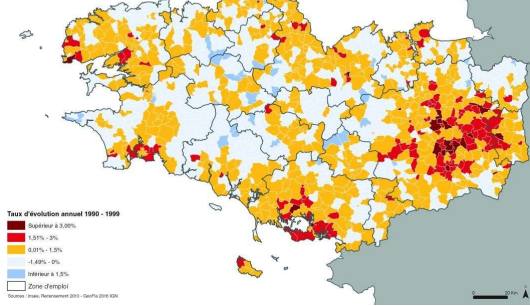 Taux d'évolution annuel 1990 - 1999
Supérieur à 3,00%
1,51% - 3%
0,01% - 1,5%
-1,49% - 0%
Inférieur à 1,5%
Zone d'emploi
Sources : Insee, Recensement 2013 - GeoFla 2016 IGN
0 20 Km